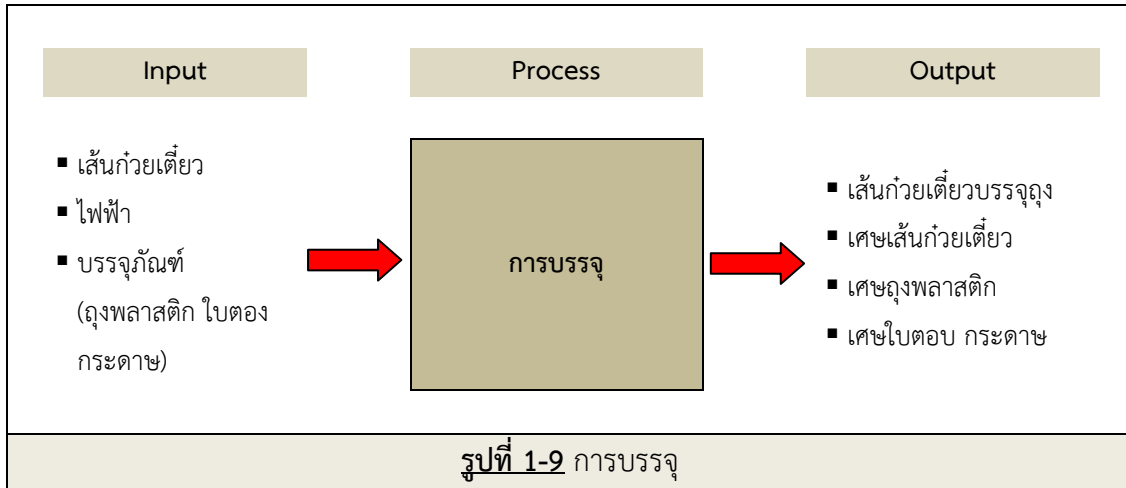 Input
Process
Output
▪ เส้นก๋วยเตี๋ยว
▪ ไฟฟ้า
▪ บรรจุภัณฑ์
(ถุงพลาสติก ใบตอง
กระดาษ)
การบรรจุ
▪ เส้นก๋วยเตี๋ยวบรรจุถุง
▪ เศษเส้นก๋วยเตี๋ยว
▪ เศษถุงพลาสติก
▪ เศษใบตอบ กระดาษ
รูปที่ 1-9 การบรรจุ